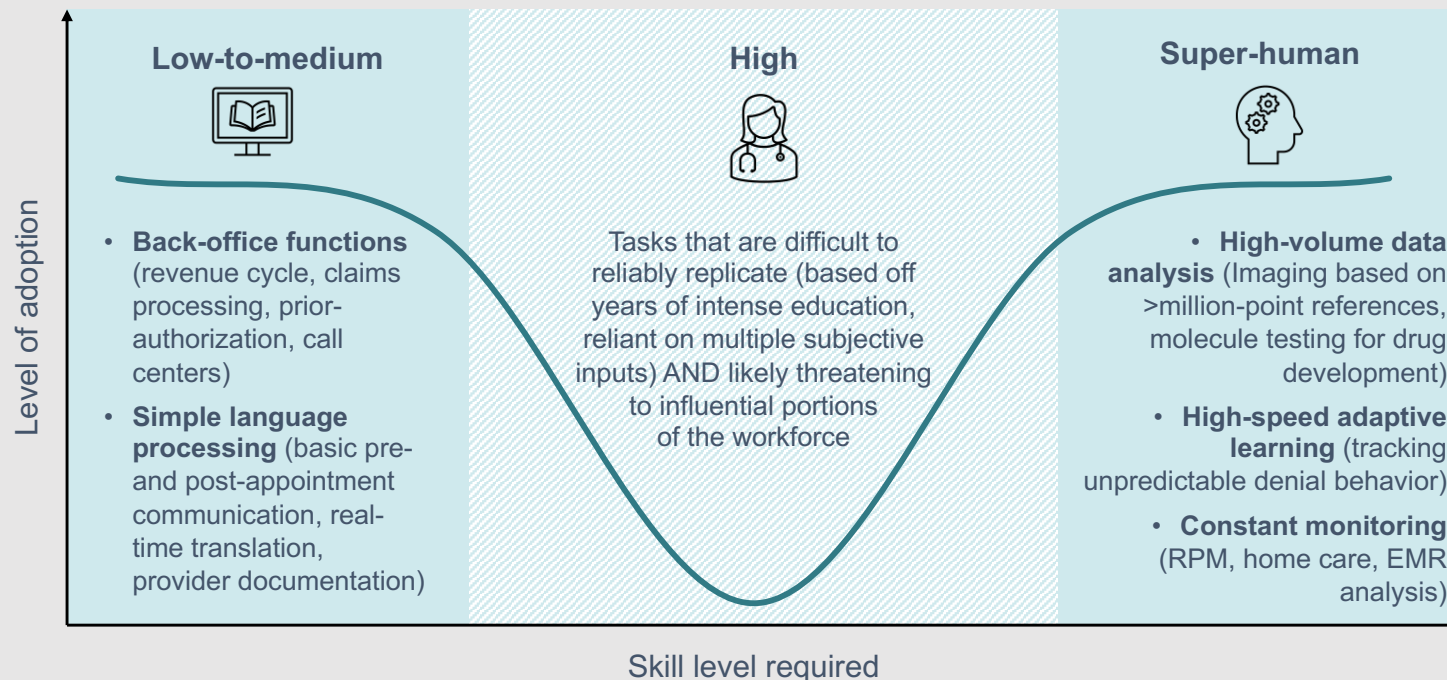 Level of adoption
Low-to-medium
• Back-office functions
(revenue cycle, claims
processing, prior-
authorization, call
centers)
• Simple language
processing (basic pre-
and post-appointment
communication, real-
time translation,
provider documentation)
High
Tasks that are difficult to
reliably replicate (based off
years of intense education,
reliant on multiple subjective
inputs) AND likely threatening
to influential portions
of the workforce
Super-human
• High-volume data
analysis (Imaging based on
>million-point references,
molecule testing for drug
development)
• High-speed adaptive
learning (tracking
unpredictable denial behavior)
• Constant monitoring
(RPM, home care, EMR
analysis)
Skill level required